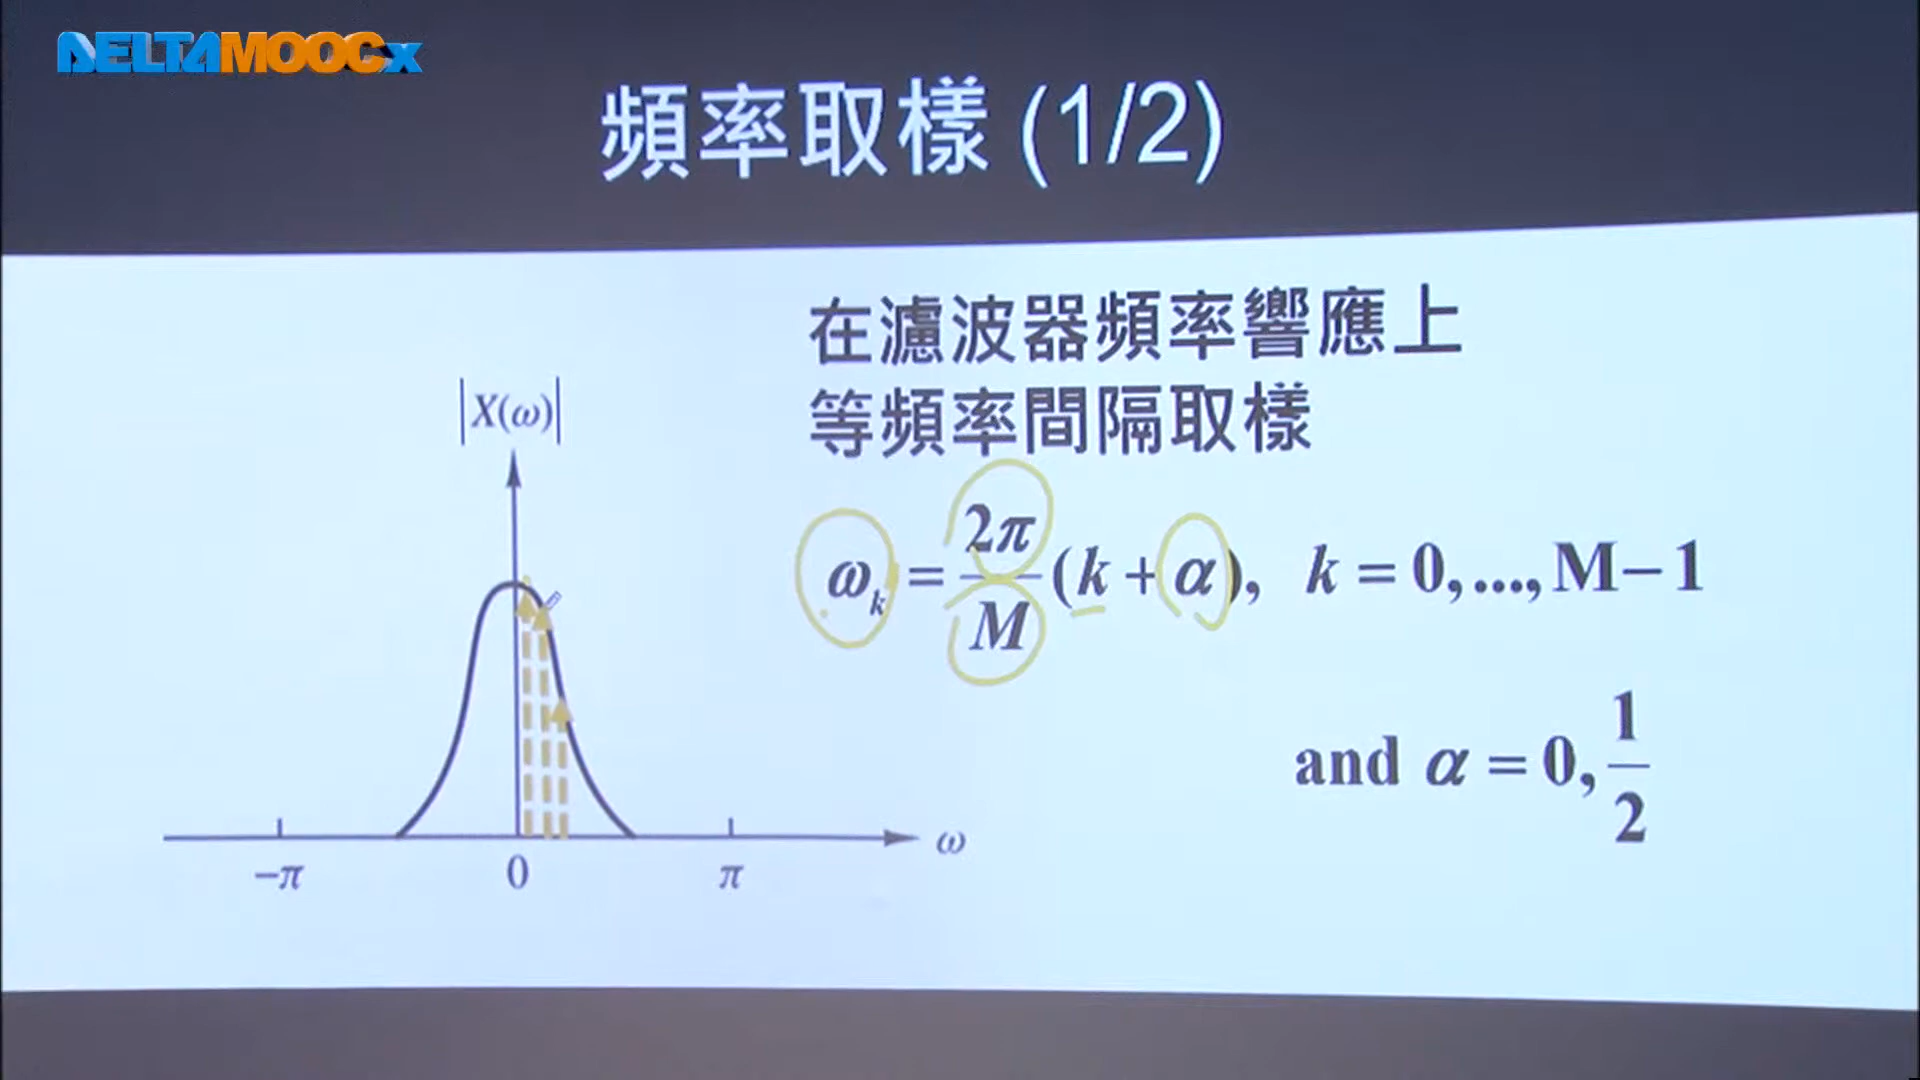 DELTAMOOCx
頻率取樣 (1/2)
在濾波器頻率響應上
等頻率間隔取樣
|X(ω)|
ω_k = 2π/M (k + α), k = 0,..., M−1
and α = 0, 1/2
−π 0 π ω